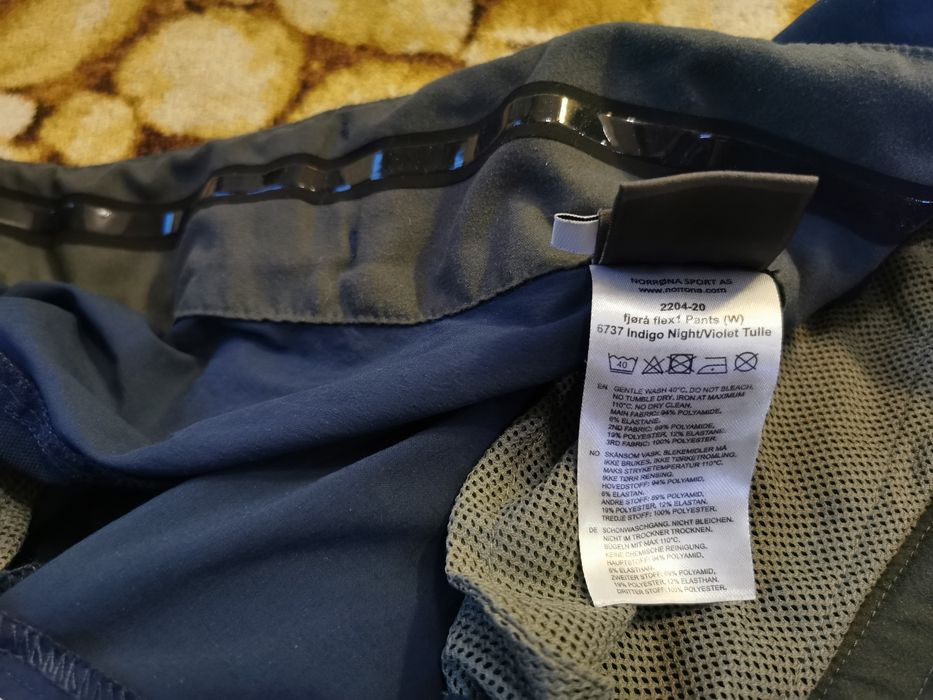 NORRØNA SPORT AS
www.norrona.com
2204-20
fjørå flex1 Pants (W)
6737 Indigo Night/Violet Tulle
40
EN GENTLE WASH 40°C. DO NOT BLEACH.
NO TUMBLE DRY. IRON AT MAXIMUM
110°C. NO DRY CLEAN.
MAIN FABRIC: 94% POLYAMIDE,
6% ELASTANE.
2ND FABRIC: 69% POLYAMIDE,
19% POLYESTER, 12% ELASTANE.
3RD FABRIC: 100% POLYESTER.
NO SKÅNSOM VASK. BLEKEMIDLER MÅ
IKKE BRUKES. IKKE TØRKETROMLING.
MAKS STRYKETEMPERATUR 110°C.
IKKE TØRR RENSING.
HOVEDSTOFF: 94% POLYAMID,
6% ELASTAN.
ANDRE STOFF: 69% POLYAMID,
19% POLYESTER, 12% ELASTAN.
TREDJE STOFF: 100% POLYESTER.
DE SCHONWASCHGANG. NICHT BLEICHEN.
NICHT IM TROCKNER TROCKNEN.
BÜGELN MIT MAX 110°C.
KEINE CHEMISCHE REINIGUNG.
HAUPTSTOFF: 94% POLYAMID,
6% ELASTHAN.
ZWEITER STOFF: 69% POLYAMID,
19% POLYESTER, 12% ELASTHAN.
DRITTER STOFF: 100% POLYESTER.